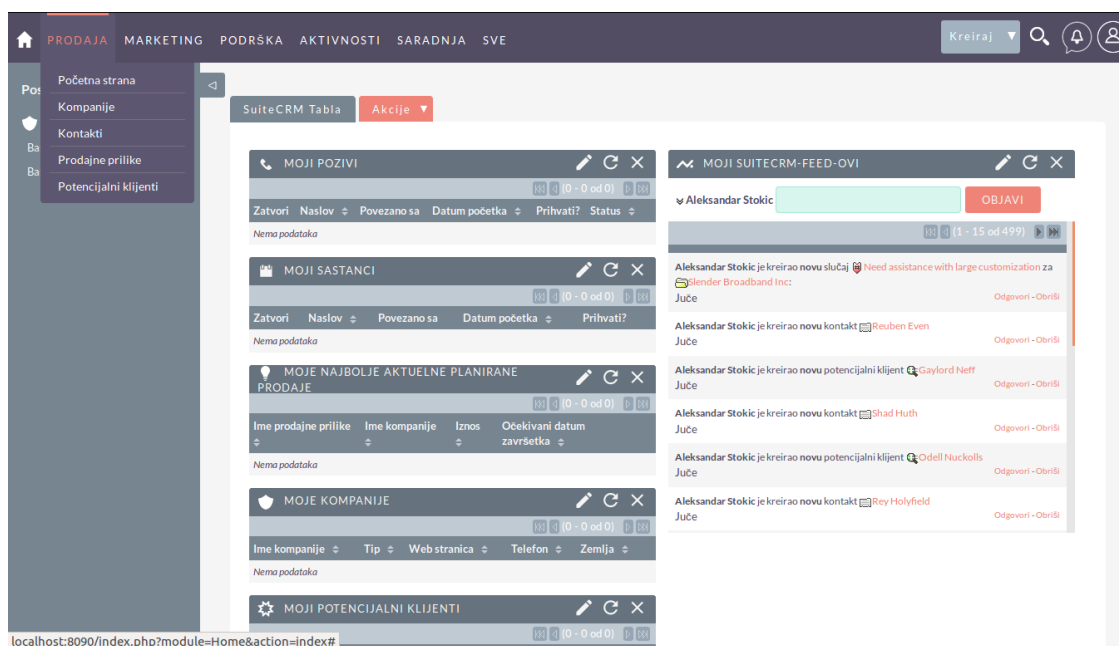 PRODAJA MARKETING PODRŠKA AKTIVNOSTI SARADNJA SVE Kreiraj
Početna strana
Kompanije
Kontakti
Prodajne prilike
Potencijalni klijenti
Pos
Ba
Ba
SuiteCRM Tabla Akcije
MOJI POZIVI
(0 - 0 od 0)
Zatvori Naslov Povezano sa Datum početka Prihvati? Status
Nema podataka
MOJI SASTANCI
(0 - 0 od 0)
Zatvori Naslov Povezano sa Datum početka Prihvati?
Nema podataka
MOJE NAJBOLJE AKTUELNE PLANIRANE
PRODAJE
(0 - 0 od 0)
Ime prodajne prilike Ime kompanije Iznos Očekivani datum
završetka
Nema podataka
MOJE KOMPANIJE
(0 - 0 od 0)
Ime kompanije Tip Web stranica Telefon Zemlja
Nema podataka
MOJI POTENCIJALNI KLIJENTI
(0 - 0 od 0)
MOJI SUITECRM-FEED-OVI
Aleksandar Stokic OBJAVI
(1 - 15 od 499)
Aleksandar Stokic je kreirao novu slučaj Need assistance with large customization za
Slender Broadband Inc:
Juče Odgovori - Obriši
Aleksandar Stokic je kreirao novu kontakt Reuben Even
Juče Odgovori - Obriši
Aleksandar Stokic je kreirao novu potencijalni klijent Gaylord Neff
Juče Odgovori - Obriši
Aleksandar Stokic je kreirao novu kontakt Shad Huth
Juče Odgovori - Obriši
Aleksandar Stokic je kreirao novu potencijalni klijent Odell Nuckolls
Juče Odgovori - Obriši
Aleksandar Stokic je kreirao novu kontakt Rey Holyfield
Juče Odgovori - Obriši
localhost:8090/index.php?module=Home&action=index#